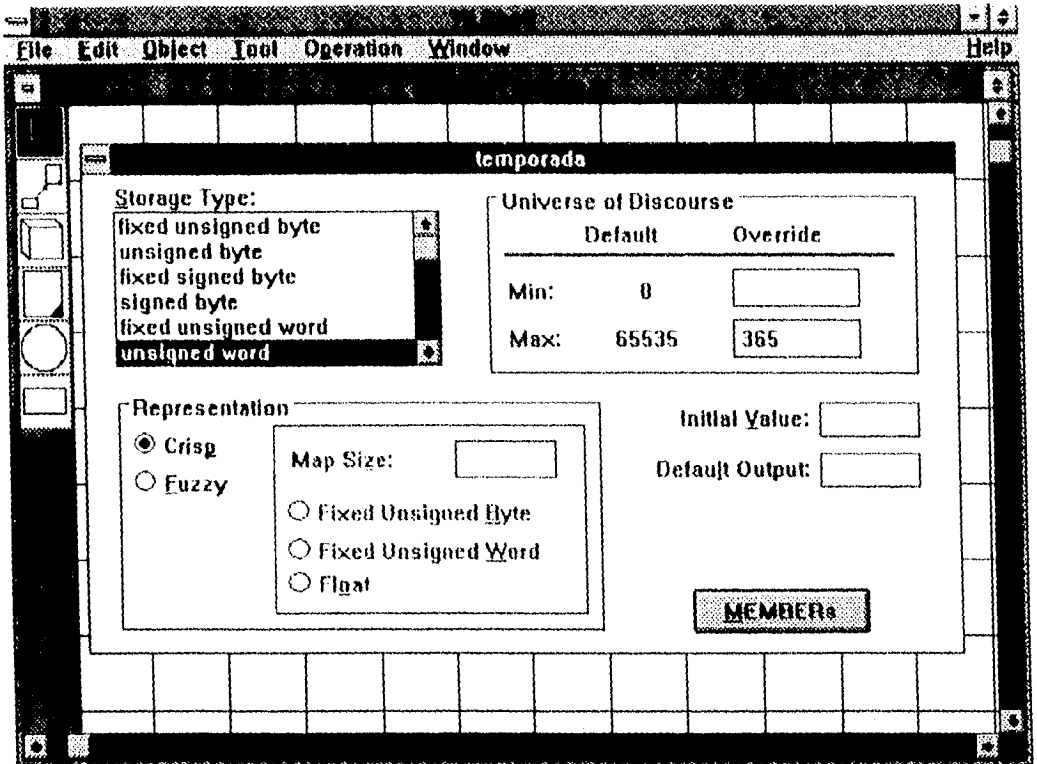 File Edit Object Tool Operation Window Help
temporada
Storage Type:
fixed unsigned byte
unsigned byte
fixed signed byte
signed byte
fixed unsigned word
unsigned word
Universe of Discourse
Default Override
Min: 0
Max: 65535 365
Representation
Crisp
Fuzzy
Map Size:
Fixed Unsigned Byte
Fixed Unsigned Word
Float
Initial Value:
Default Output:
MEMBERs